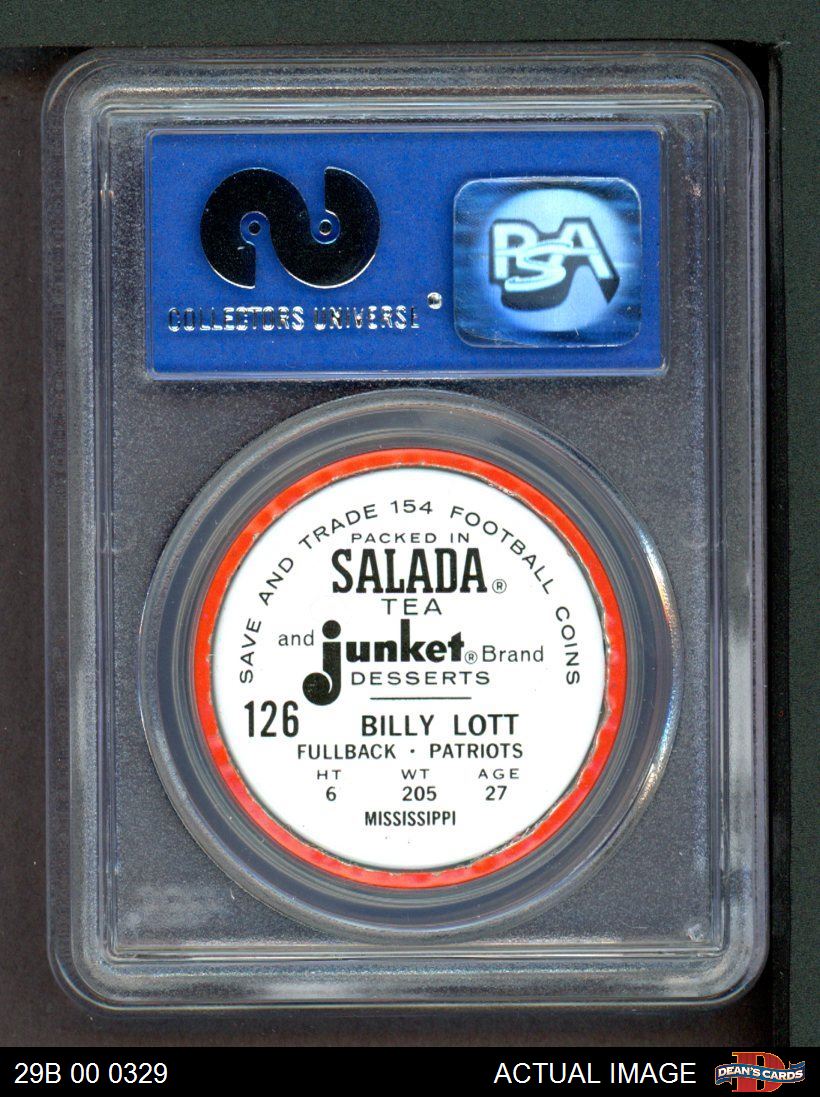 COLLECTORS UNIVERSE
PSA
SAVE AND TRADE 154 FOOTBALL COINS
PACKED IN
SALADA®
TEA
and junket® Brand
DESSERTS
126 BILLY LOTT
FULLBACK · PATRIOTS
HT WT AGE
6 205 27
MISSISSIPPI
29B 00 0329 ACTUAL IMAGE D DEAN'S CARDS